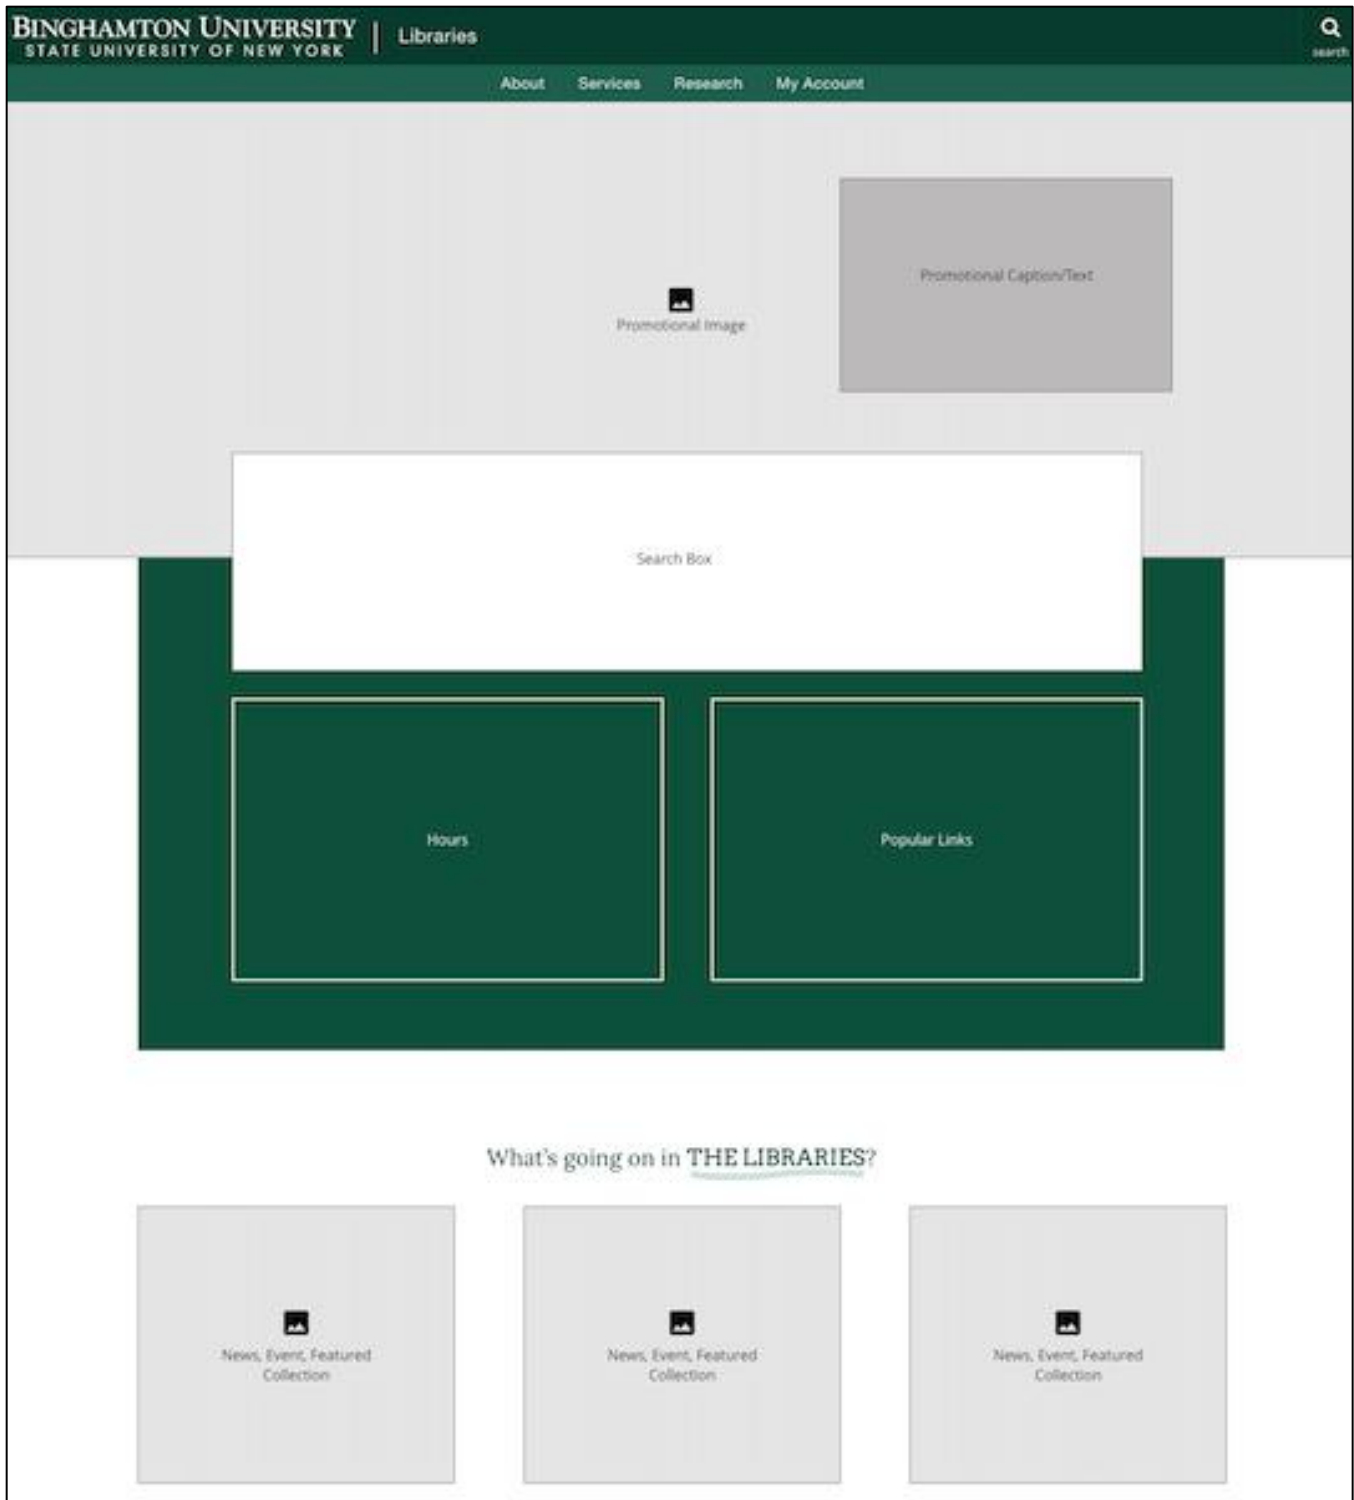 BINGHAMTON UNIVERSITY
STATE UNIVERSITY OF NEW YORK
Libraries
search
About Services Research My Account
Promotional Caption/Text
Promotional Image
Search Box
Hours
Popular Links
What's going on in THE LIBRARIES?
News, Event, Featured
Collection
News, Event, Featured
Collection
News, Event, Featured
Collection